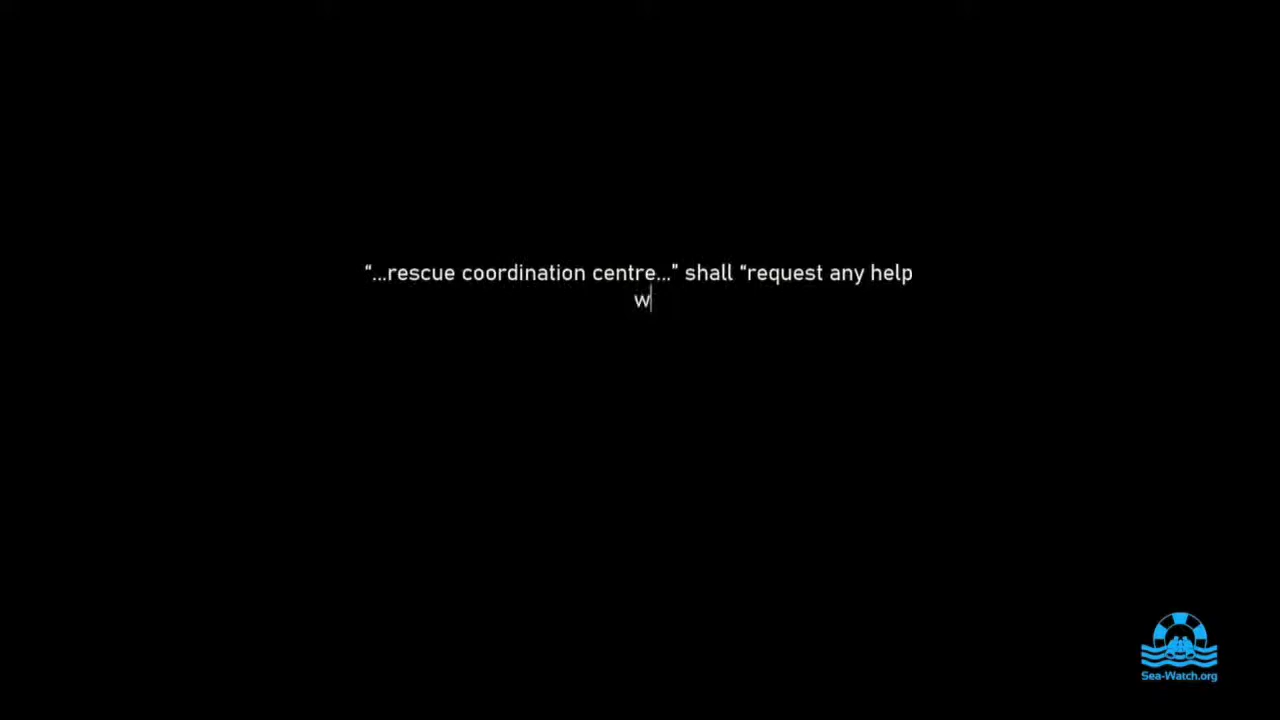 “...rescue coordination centre...” shall “request any help
w
Sea-Watch.org